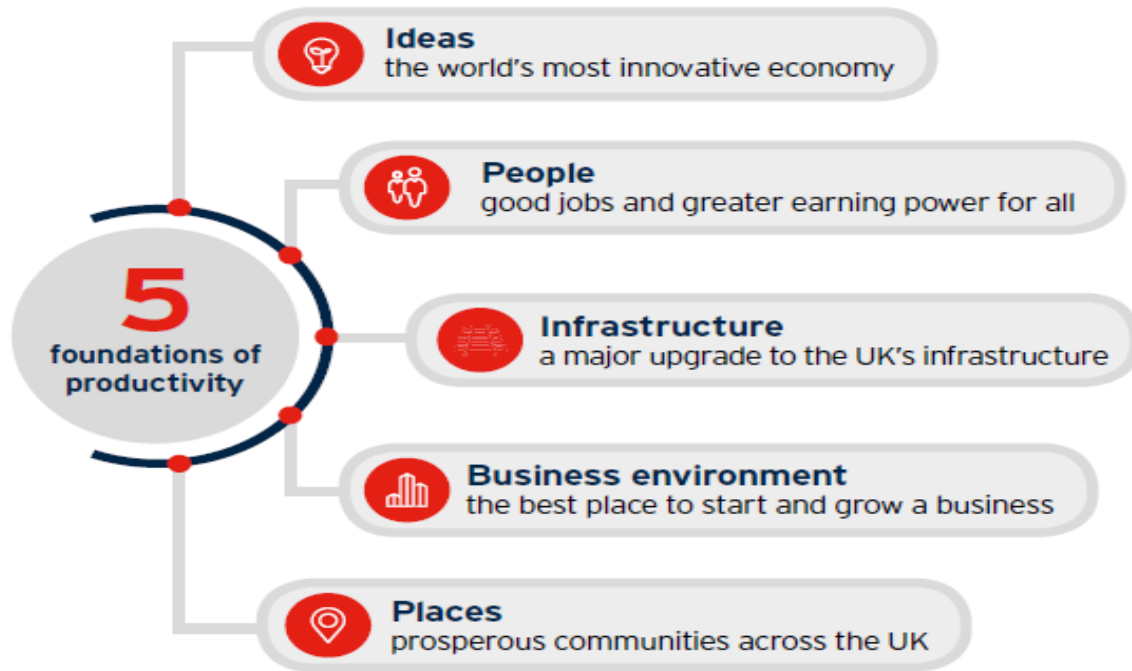 Ideas
the world's most innovative economy
People
good jobs and greater earning power for all
5
foundations of
productivity
Infrastructure
a major upgrade to the UK's infrastructure
Business environment
the best place to start and grow a business
Places
prosperous communities across the UK